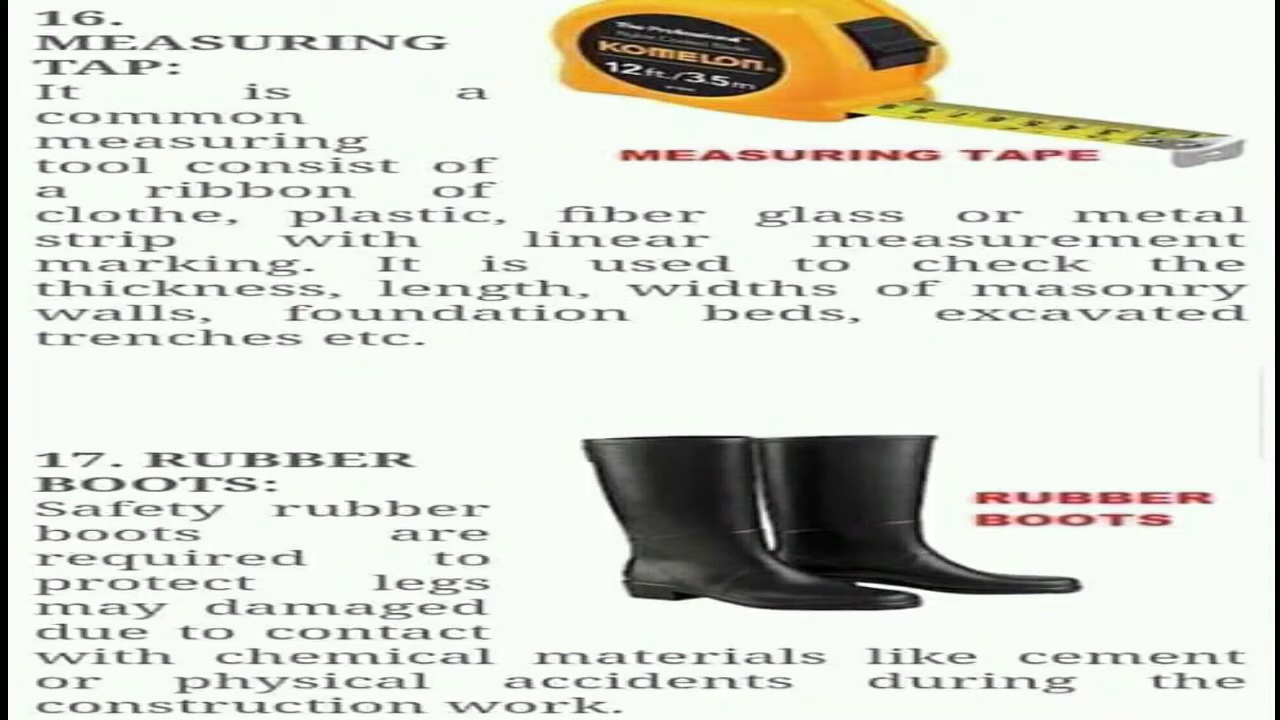 16.
MEASURING
TAP:
It is a
common
measuring
tool consist of
a ribbon of
clothe, plastic, fiber glass or metal
strip with linear measurement
marking. It is used to check the
thickness, length, widths of masonry
walls, foundation beds, excavated
trenches etc.
The Professional
KOMELON
12ft./3.5m
MEASURING TAPE
17. RUBBER
BOOTS:
Safety rubber
boots are
required to
protect legs
may damaged
due to contact
with chemical materials like cement
or physical accidents during the
construction work.
RUBBER
BOOTS